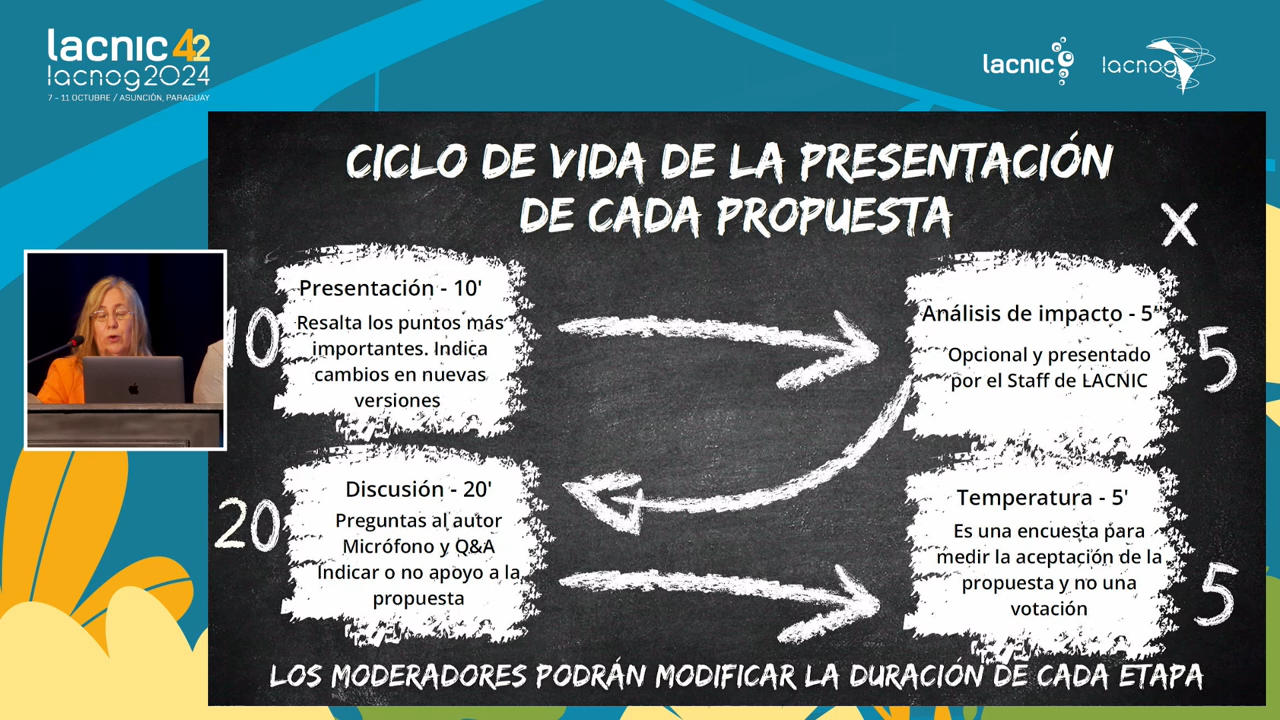 lacnic 42
lacnog2024
7 - 11 OCTUBRE / ASUNCIÓN, PARAGUAY
lacnic
lacnog
CICLO DE VIDA DE LA PRESENTACIÓN
DE CADA PROPUESTA
X
10
Presentación - 10'
Resalta los puntos más
importantes. Indica
cambios en nuevas
versiones
Análisis de impacto - 5'
Opcional y presentado
por el Staff de LACNIC
5
20
Discusión - 20'
Preguntas al autor
Micrófono y Q&A
Indicar o no apoyo a la
propuesta
Temperatura - 5'
Es una encuesta para
medir la aceptación de la
propuesta y no una
votación
5
LOS MODERADORES PODRÁN MODIFICAR LA DURACIÓN DE CADA ETAPA